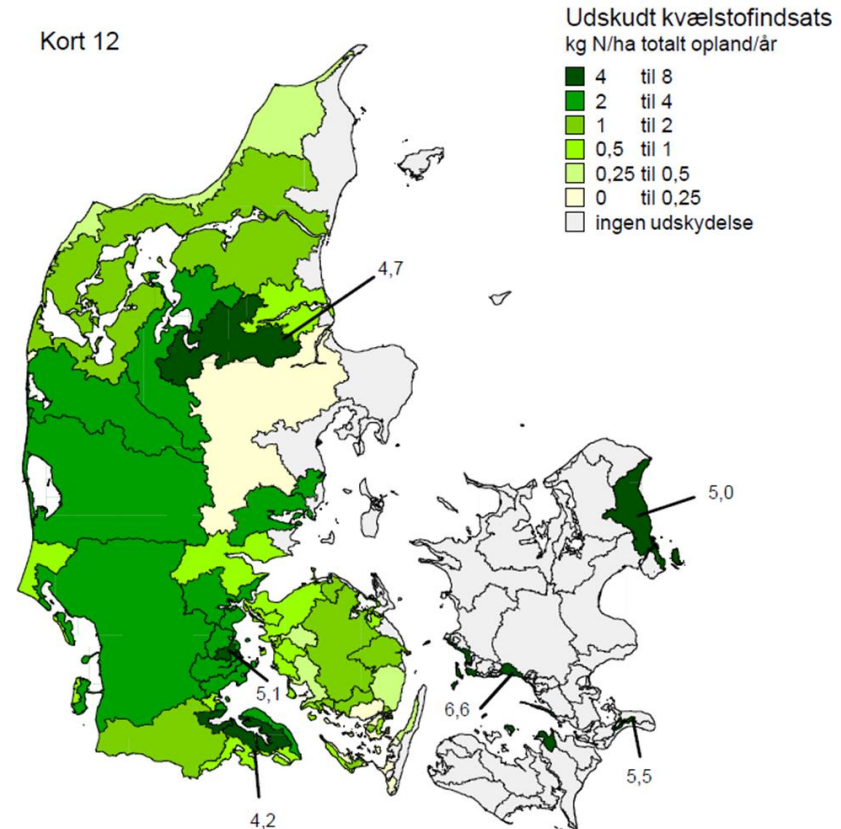 Kort 12
Udskudt kvælstofindsats
kg N/ha totalt opland/år
4 til 8
2 til 4
1 til 2
0,5 til 1
0,25 til 0,5
0 til 0,25
ingen udskydelse
4,7
5,0
5,1
6,6
5,5
4,2